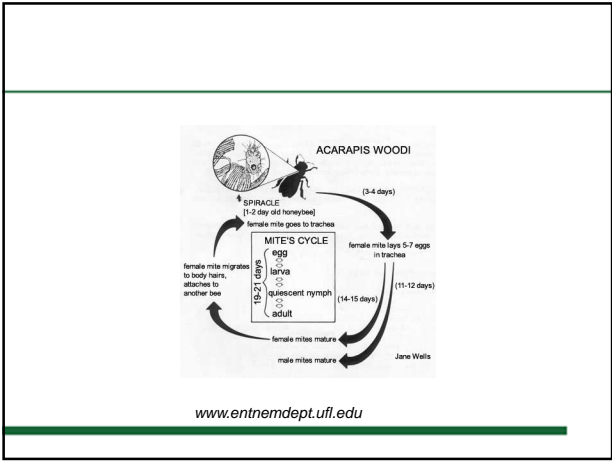 ACARAPIS WOODI
SPIRACLE
[1-2 day old honeybee]
female mite goes to trachea
(3-4 days)
female mite lays 5-7 eggs
in trachea
(11-12 days)
(14-15 days)
MITE'S CYCLE
19-21 days
egg
larva
quiescent nymph
adult
female mite migrates
to body hairs,
attaches to
another bee
female mites mature
male mites mature
Jane Wells
www.entnemdept.ufl.edu